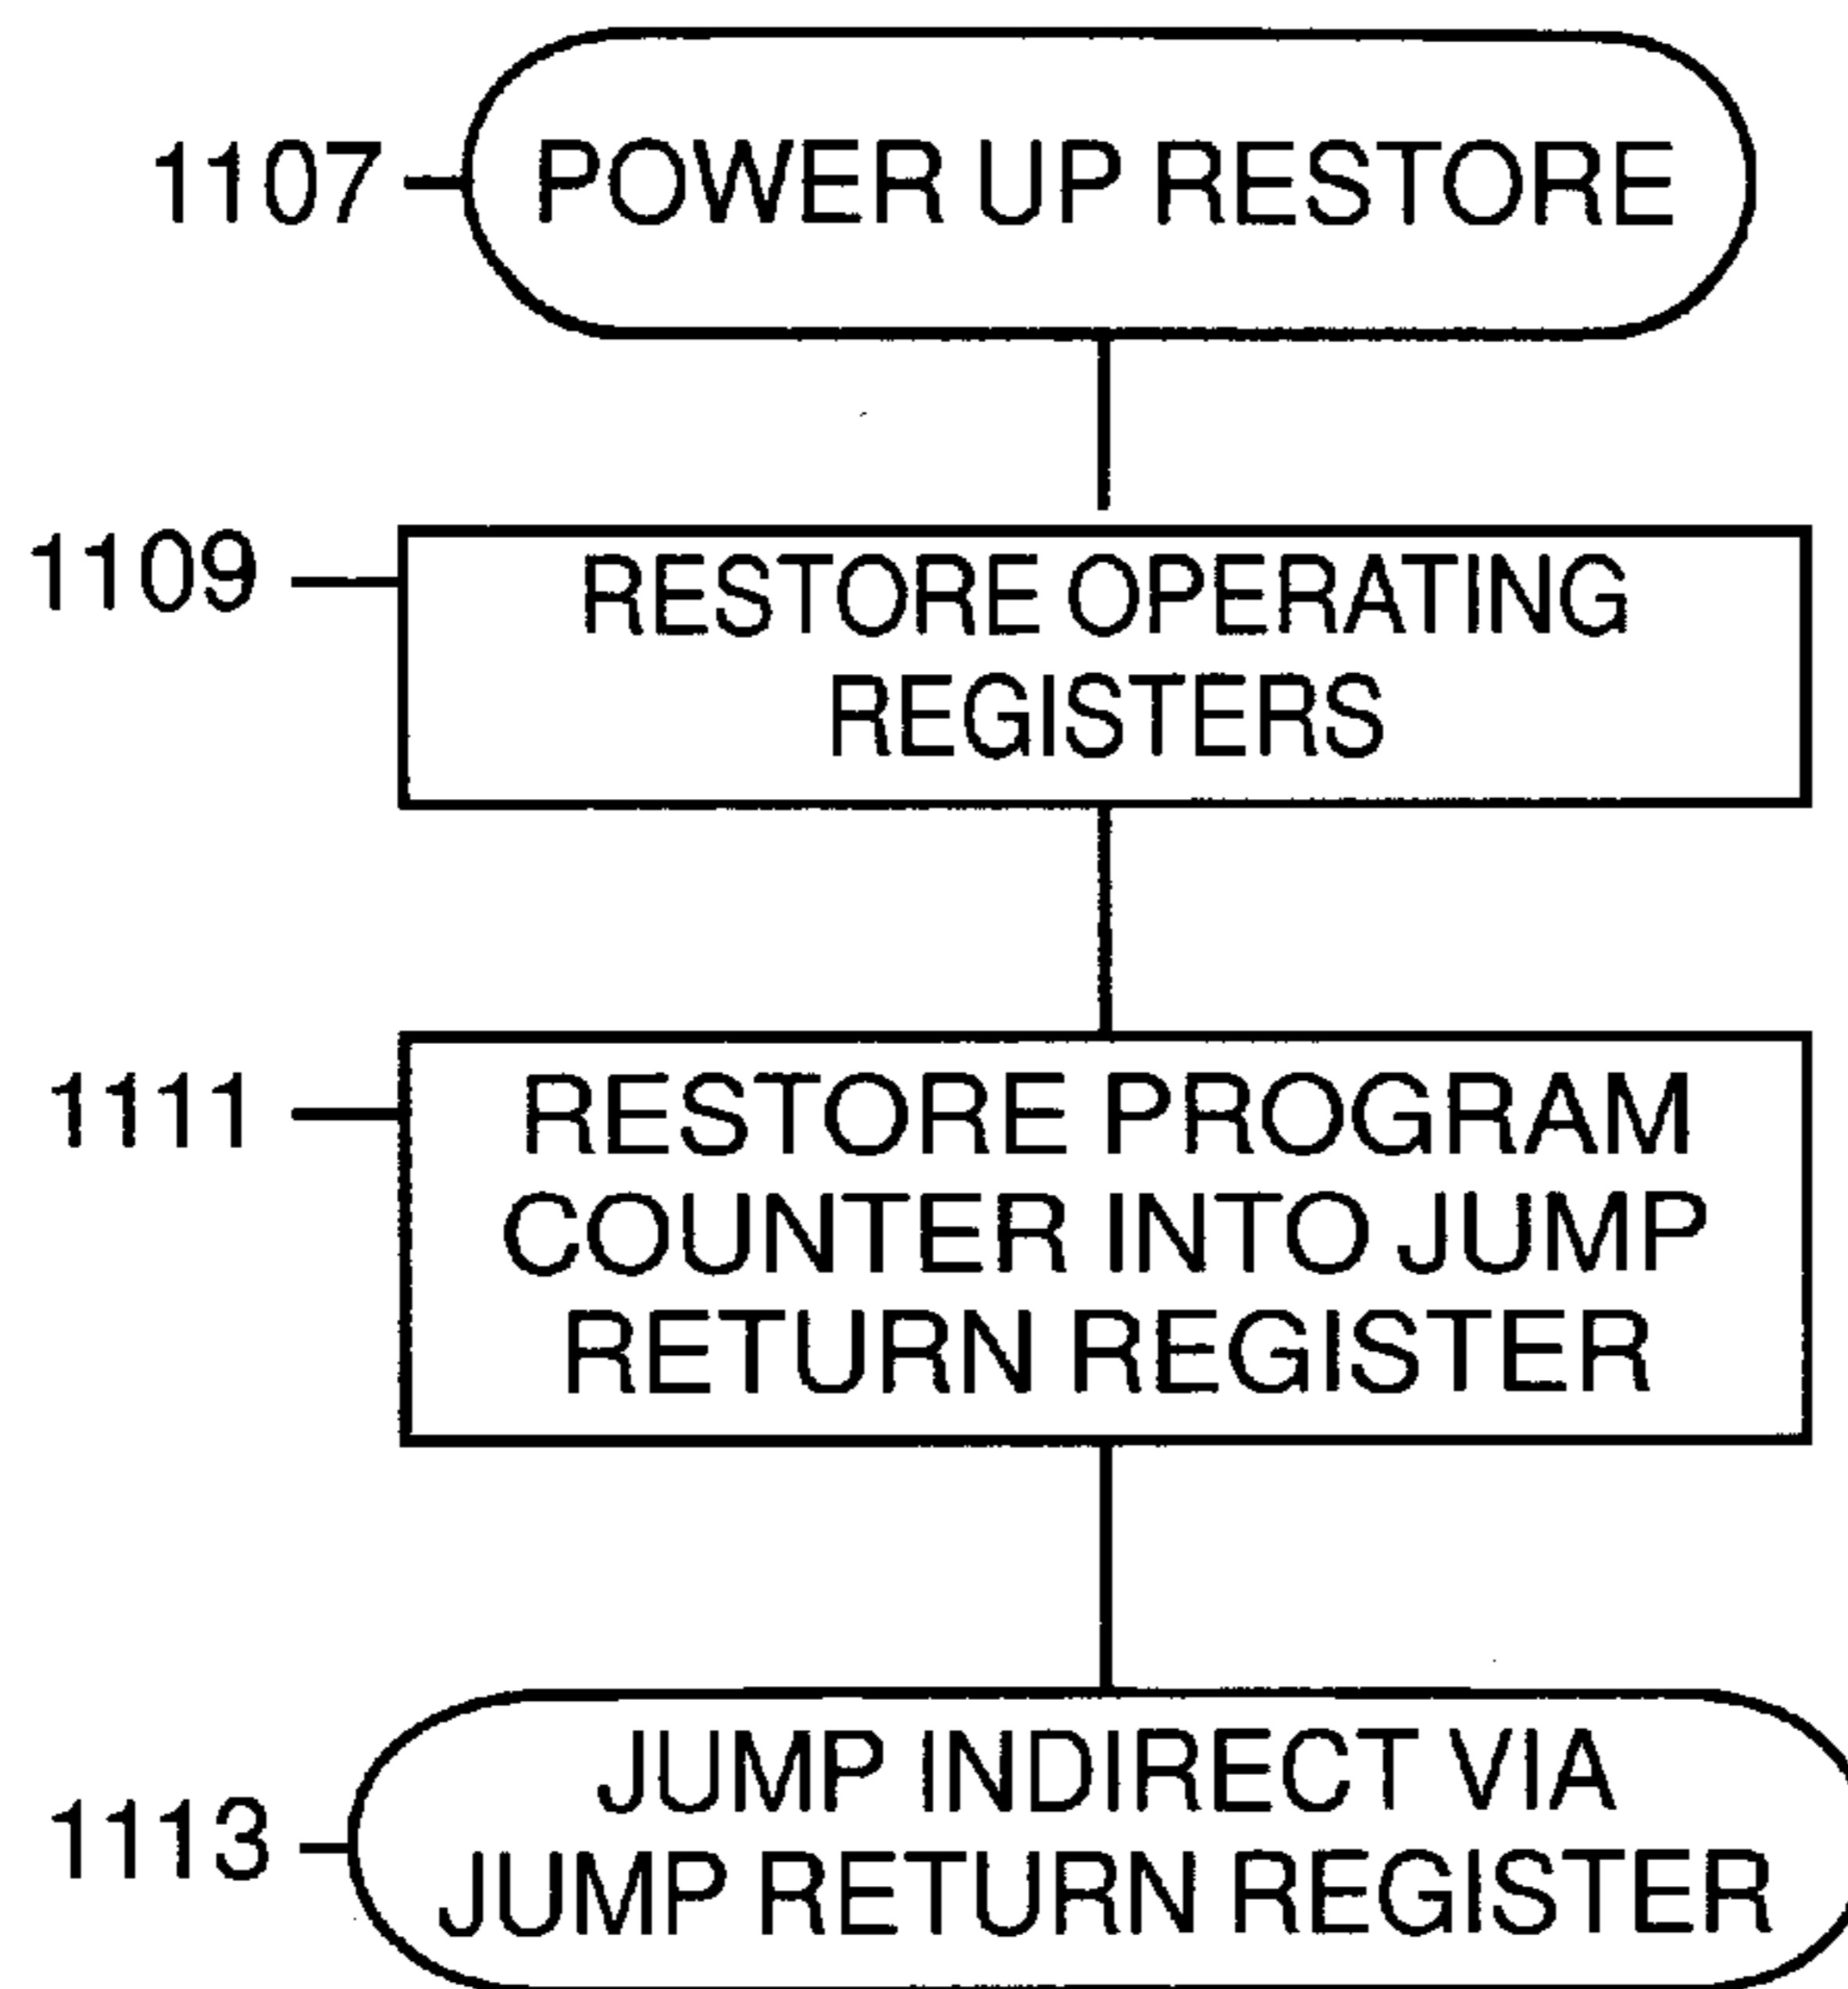 1107 POWER UP RESTORE
1109 RESTORE OPERATING
REGISTERS
1111 RESTORE PROGRAM
COUNTER INTO JUMP
RETURN REGISTER
JUMP INDIRECT VIA
1113 JUMP RETURN REGISTER